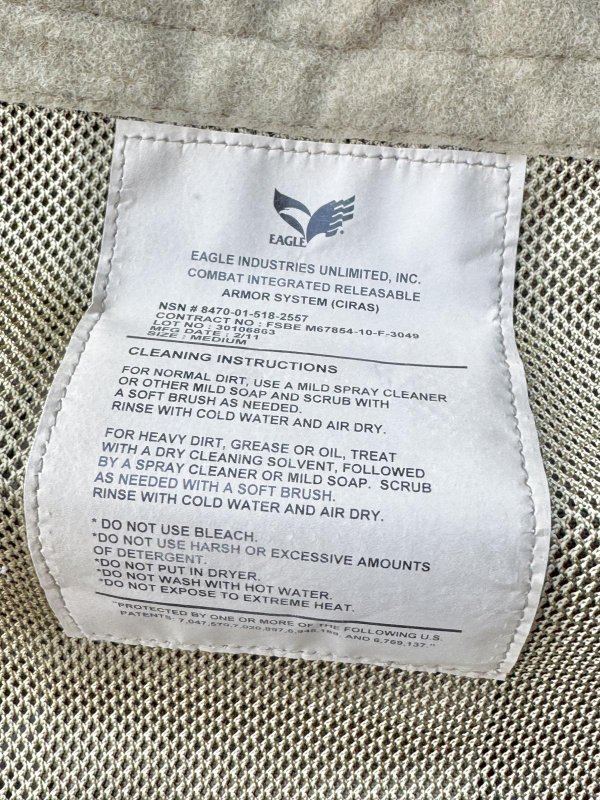 EAGLE
EAGLE INDUSTRIES UNLIMITED, INC.
COMBAT INTEGRATED RELEASABLE
ARMOR SYSTEM (CIRAS)
NSN # 8470-01-518-2557
CONTRACT NO : FSBE M67854-10-F-3049
LOT NO : 30106863
MFG DATE : 2/11
SIZE : MEDIUM
CLEANING INSTRUCTIONS
FOR NORMAL DIRT, USE A MILD SPRAY CLEANER
OR OTHER MILD SOAP AND SCRUB WITH
A SOFT BRUSH AS NEEDED.
RINSE WITH COLD WATER AND AIR DRY.
FOR HEAVY DIRT, GREASE OR OIL, TREAT
WITH A DRY CLEANING SOLVENT, FOLLOWED
BY A SPRAY CLEANER OR MILD SOAP. SCRUB
AS NEEDED WITH A SOFT BRUSH.
RINSE WITH COLD WATER AND AIR DRY.
* DO NOT USE BLEACH.
*DO NOT USE HARSH OR EXCESSIVE AMOUNTS
OF DETERGENT.
*DO NOT PUT IN DRYER.
*DO NOT WASH WITH HOT WATER.
*DO NOT EXPOSE TO EXTREME HEAT.
"PROTECTED BY ONE OR MORE OF THE FOLLOWING U.S.
PATENTS: AND 6,769,137."